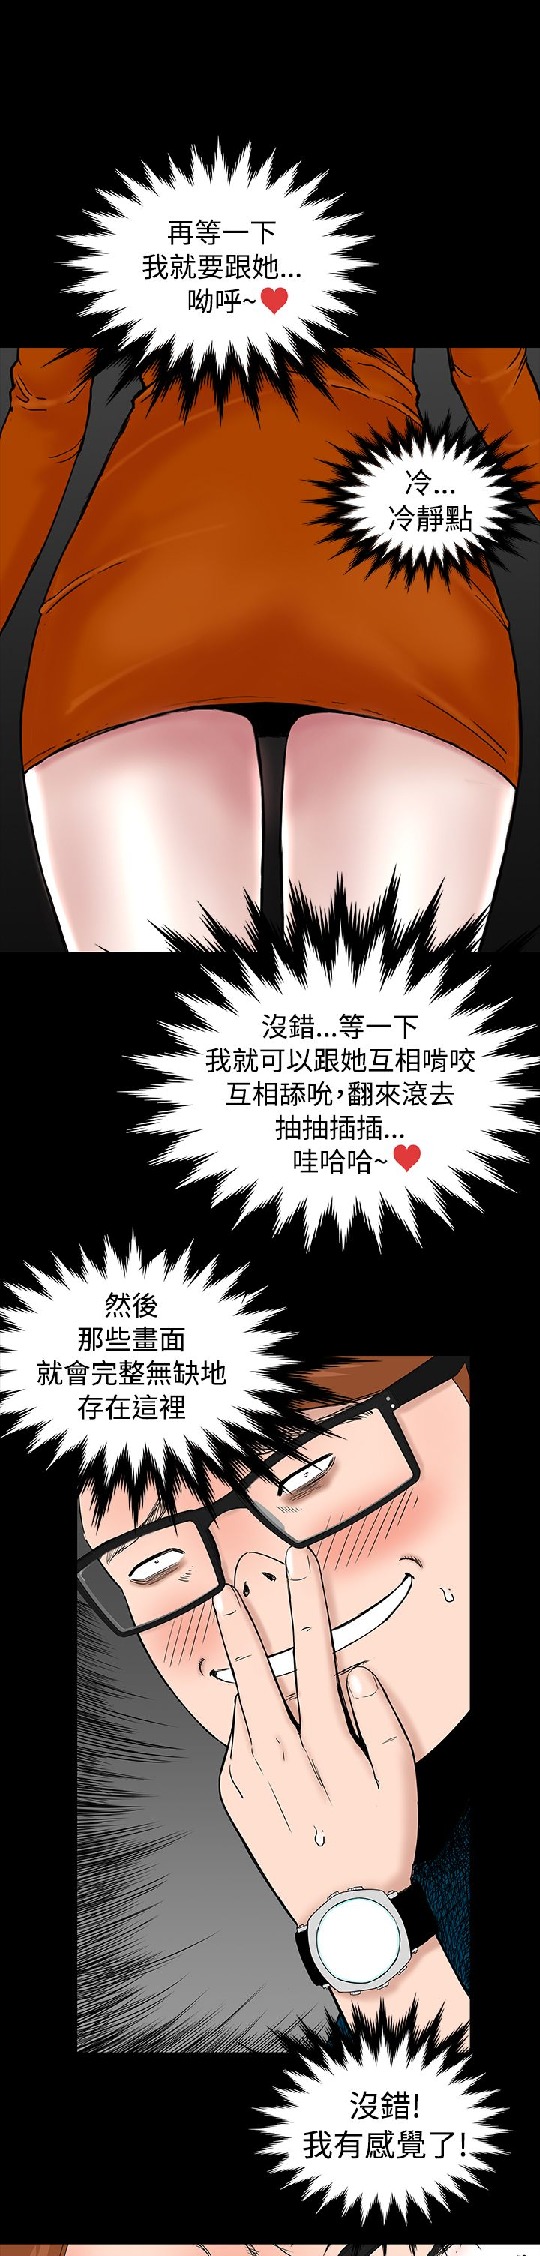 再等一下
我就要跟她...
呦呼~♥
冷...
冷靜點
沒錯...等一下
我就可以跟她互相啃咬
互相舔吮,翻來滾去
抽抽插插...
哇哈哈~♥
然後
那些畫面
就會完整無缺地
存在這裡
沒錯!
我有感覺了!